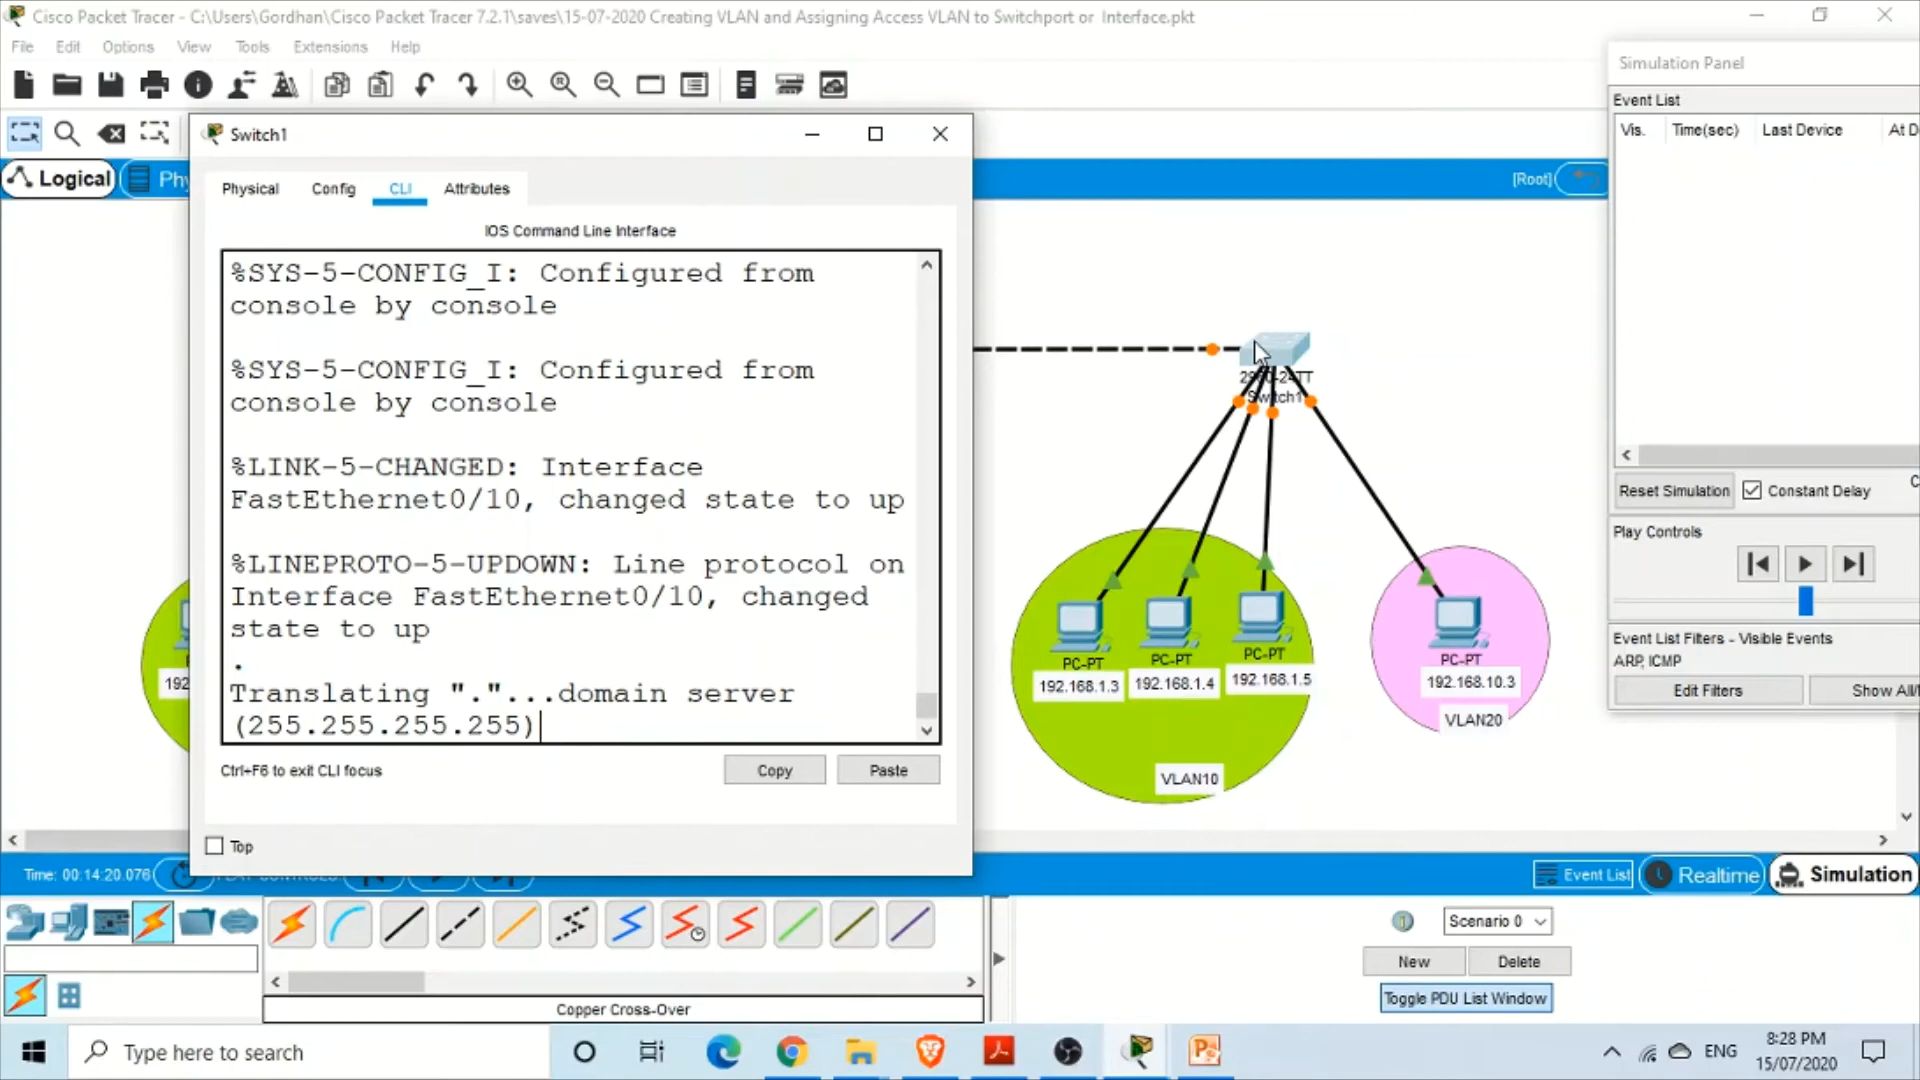 Cisco Packet Tracer - C:\Users\Gordhan\Cisco Packet Tracer 7.2.1\saves\15-07-2020 Creating VLAN and Assigning Access VLAN to Switchport or Interface.pkt
File Edit Options View Tools Extensions Help
Simulation Panel
Event List
Vis. Time(sec) Last Device At D
Switch1
Logical
Phy
[Root]
Physical Config CLI Attributes
IOS Command Line Interface
%SYS-5-CONFIG_I: Configured from
console by console
%SYS-5-CONFIG_I: Configured from
console by console
%LINK-5-CHANGED: Interface
FastEthernet0/10, changed state to up
%LINEPROTO-5-UPDOWN: Line protocol on
Interface FastEthernet0/10, changed
state to up
.
Translating "."...domain server
(255.255.255.255)
Ctrl+F6 to exit CLI focus
Copy
Paste
Top
2960-24TT
Switch1
PC-PT
192.168.1.3
PC-PT
192.168.1.4
PC-PT
192.168.1.5
VLAN10
PC-PT
192.168.10.3
VLAN20
192
Reset Simulation
Constant Delay
C
Play Controls
Event List Filters - Visible Events
ARP, ICMP
Edit Filters
Show All/
Time: 00:14:20.076
Event List
Realtime
Simulation
Scenario 0
New
Delete
Toggle PDU List Window
Copper Cross-Over
Type here to search
ENG
8:28 PM
15/07/2020